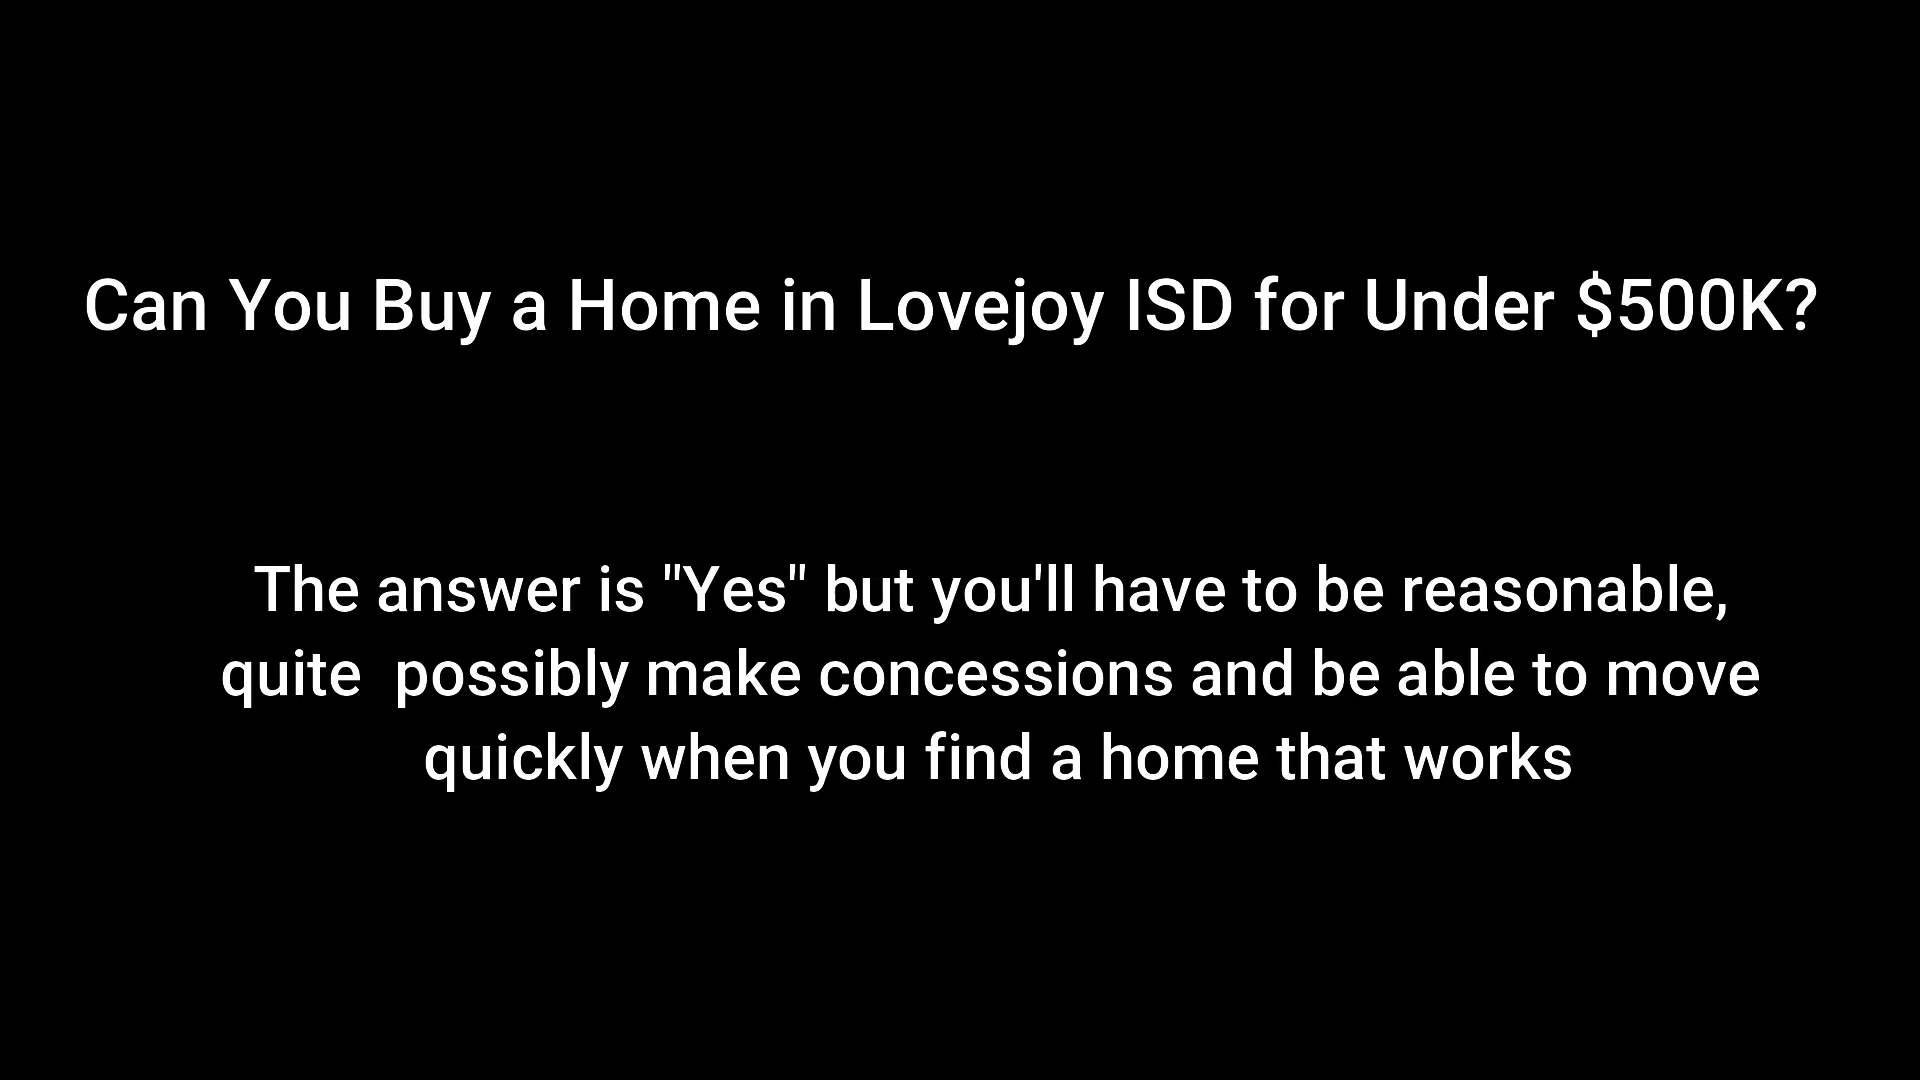 Can You Buy a Home in Lovejoy ISD for Under $500K?
The answer is "Yes" but you'll have to be reasonable,
quite  possibly make concessions and be able to move
quickly when you find a home that works